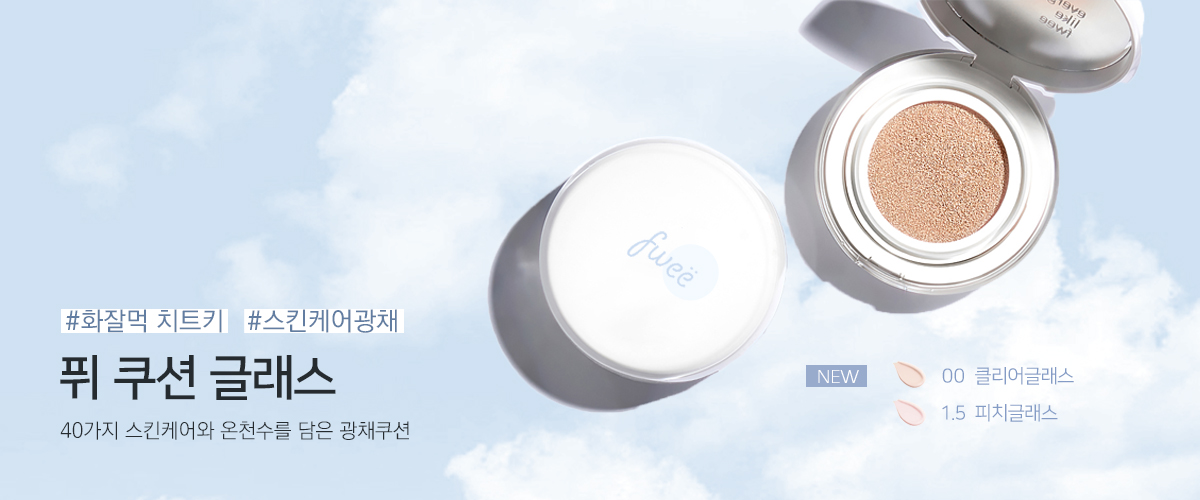 #화잘먹 치트키 #스킨케어광채
퓌 쿠션 글래스
40가지 스킨케어와 온천수를 담은 광채쿠션
fweë
fwee
like
NEW
00 클리어글래스
1.5 피치글래스